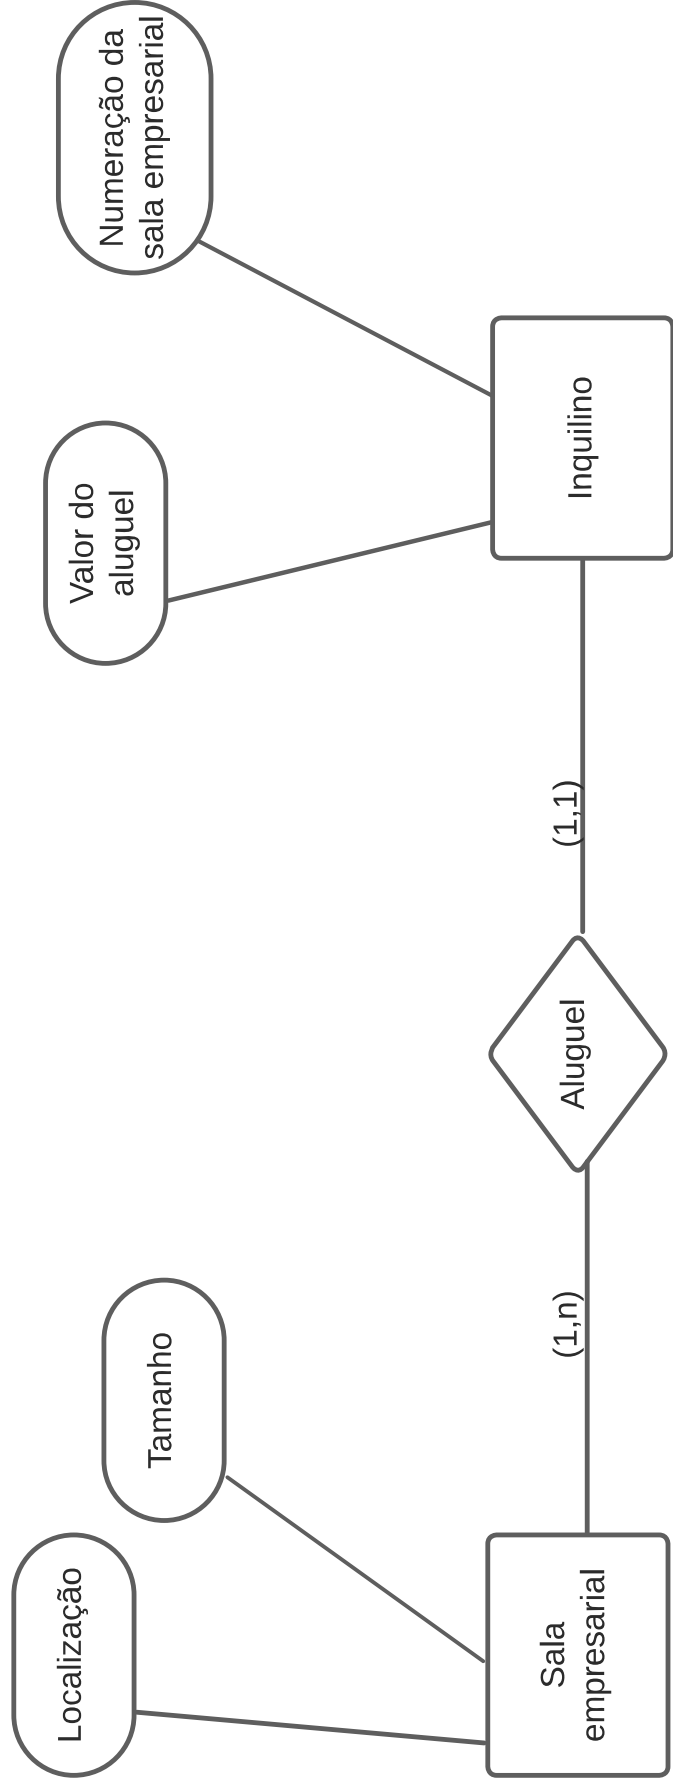 Localização
Tamanho
Valor do
aluguel
Numeração da
sala empresarial
Sala
empresarial
(1,n)
Aluguel
(1,1)
Inquilino